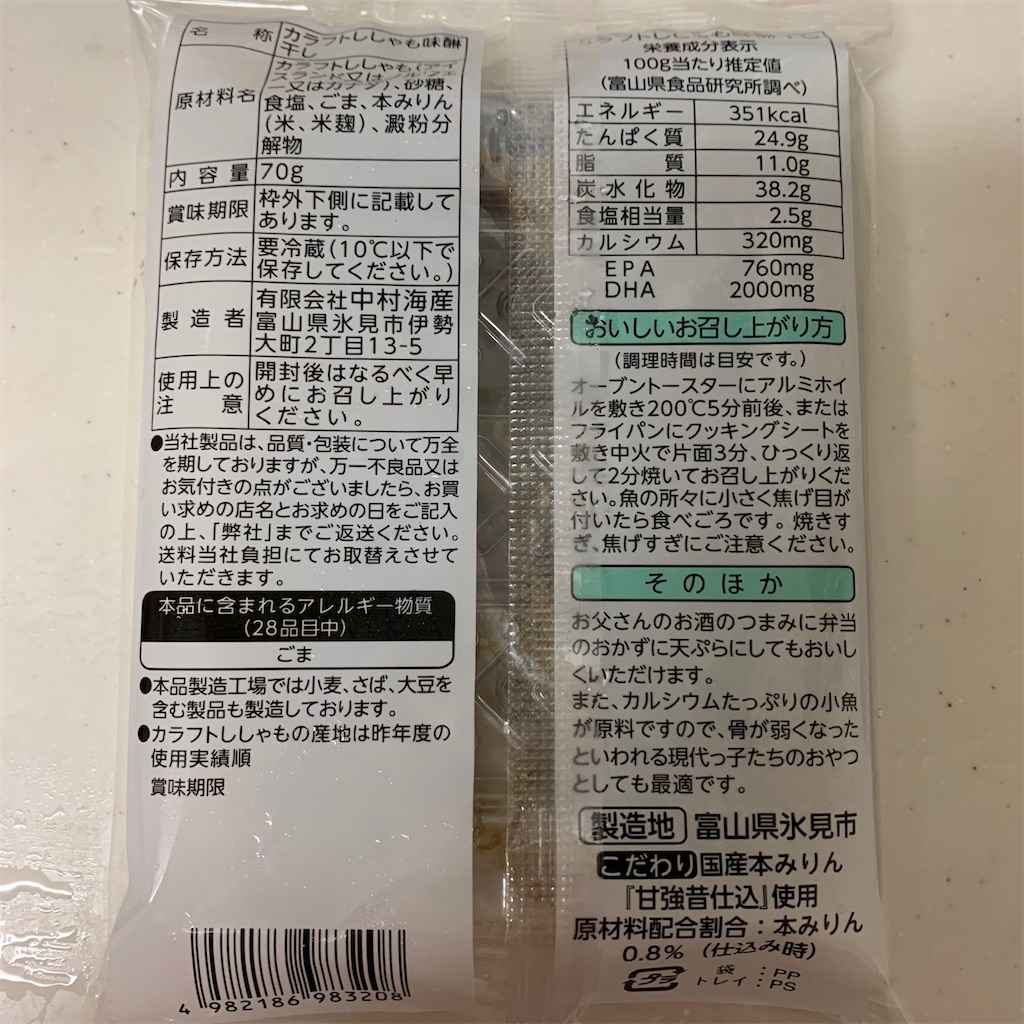 名称 カラフトししゃも味醂
干し
原材料名 カラフトししゃも(アイ
スランド又はノルウェ
ー又はカナダ)、砂糖、
食塩、ごま、本みりん
(米、米麹)、澱粉分
解物
内容量 70g
賞味期限 枠外下側に記載して
あります。
保存方法 要冷蔵(10℃以下で
保存してください。)
製造者 有限会社中村海産
富山県氷見市伊勢
大町2丁目13-5
使用上の注意 開封後はなるべく早
めにお召し上がり
ください。
●当社製品は、品質・包装について万全
を期しておりますが、万一不良品又は
お気付きの点がございましたら、お買
い求めの店名とお求めの日をご記入
の上、「弊社」までご返送ください。
送料当社負担にてお取替えさせて
いただきます。
本品に含まれるアレルギー物質
(28品目中)
ごま
●本品製造工場では小麦、さば、大豆を
含む製品も製造しております。
●カラフトししゃもの産地は昨年度の
使用実績順
賞味期限
4 982186 983208
栄養成分表示
100g当たり推定値
(富山県食品研究所調べ)
エネルギー 351kcal
たんぱく質 24.9g
脂質 11.0g
炭水化物 38.2g
食塩相当量 2.5g
カルシウム 320mg
EPA 760mg
DHA 2000mg
おいしいお召し上がり方
(調理時間は目安です。)
オーブントースターにアルミホイ
ルを敷き200℃5分前後、または
フライパンにクッキングシートを
敷き中火で片面3分、ひっくり返
して2分焼いてお召し上がりくだ
さい。魚の所々に小さく焦げ目が
付いたら食べごろです。焼きす
ぎ、焦げすぎにご注意ください。
そのほか
お父さんのお酒のつまみに弁当
のおかずに天ぷらにしてもおいし
くいただけます。
また、カルシウムたっぷりの小魚
が原料ですので、骨が弱くなった
といわれる現代っ子たちのおやつ
としても最適です。
製造地 富山県氷見市
こだわり 国産本みりん
『甘強昔仕込』使用
原材料配合割合：本みりん
0.8% (仕込み時)
プラ 袋：PP
トレイ：PS